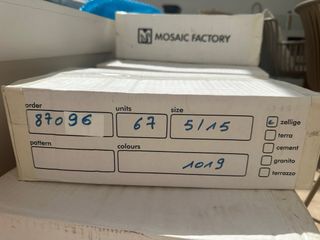 MOSAIC FACTORY
order units size
87096 67 5/15
zellige
terra
cement
granito
terrazzo
pattern colours
1019